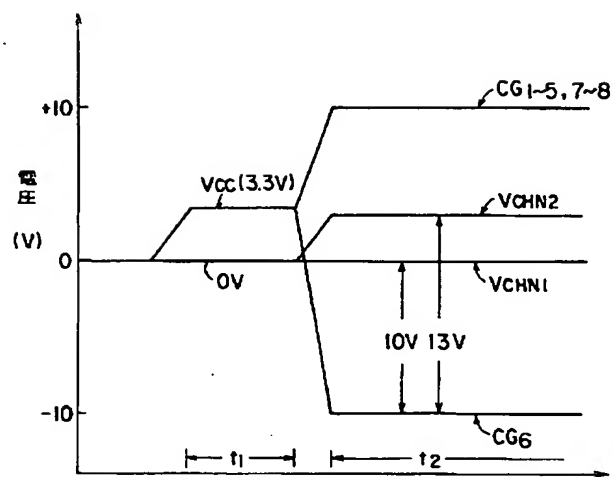 +10
CG1~5,7~8
VCC(3.3V)
電圧
(V)
VCHN2
0
0V
VCHN1
10V 13V
-10
CG6
t1
t2